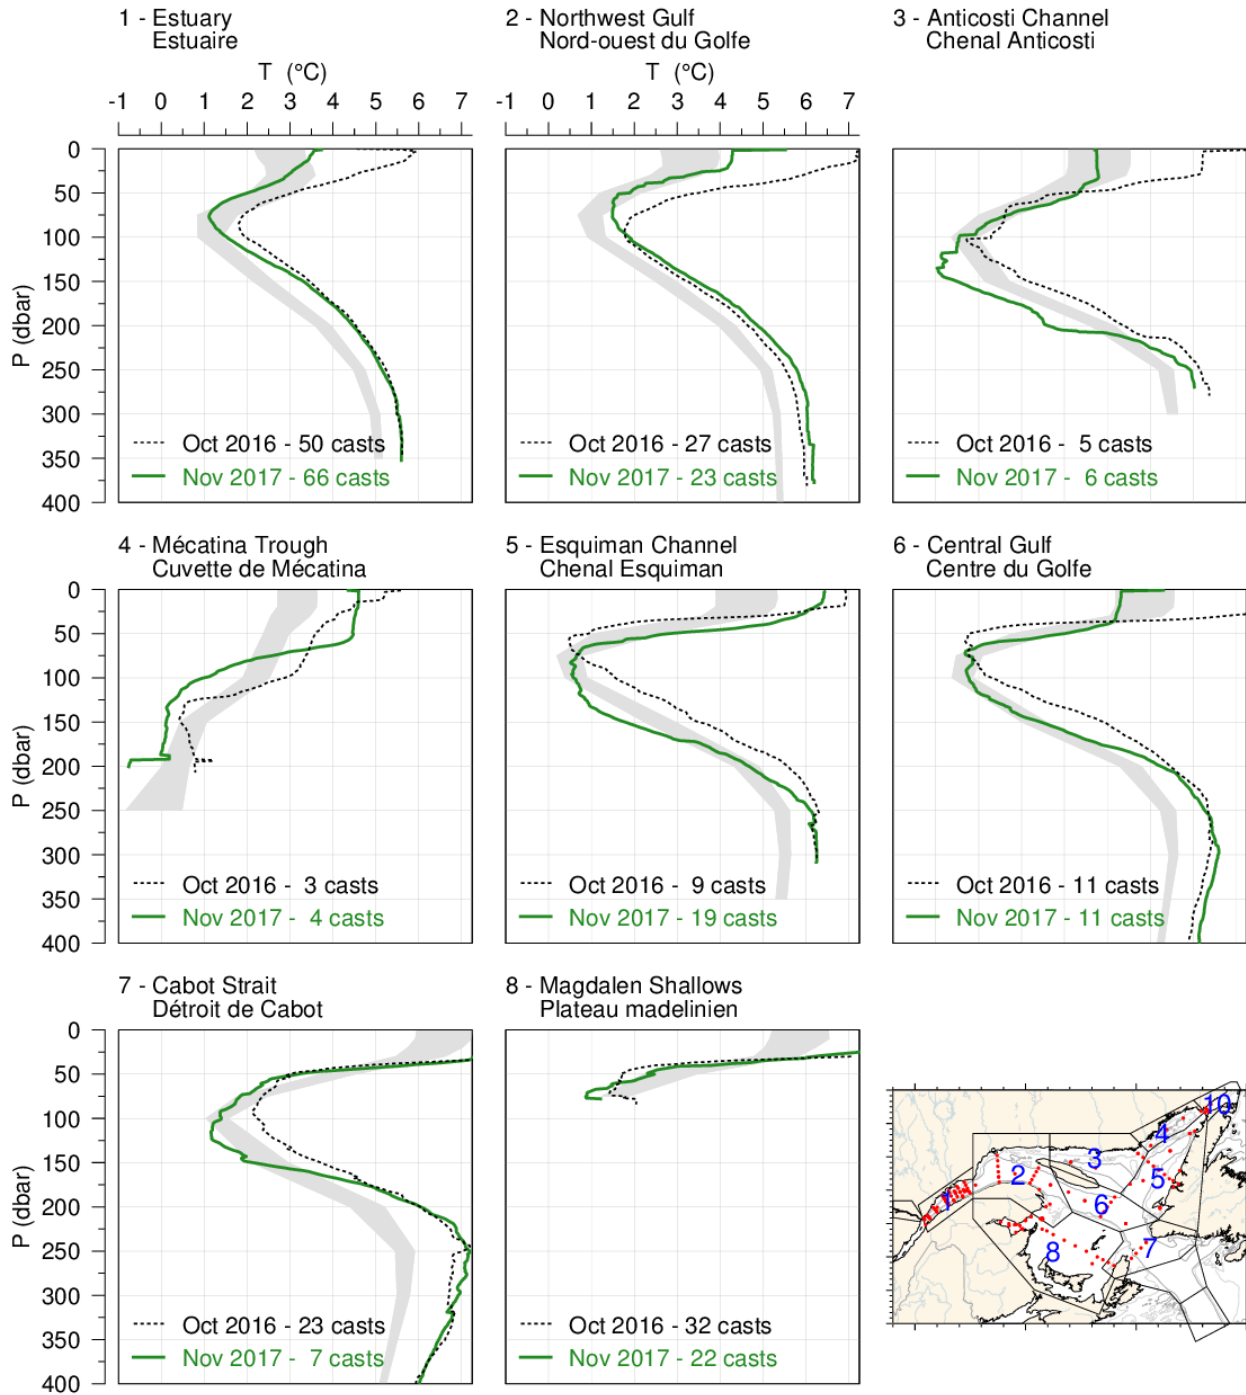 1 - Estuary
Estuaire
2 - Northwest Gulf
Nord-ouest du Golfe
3 - Anticosti Channel
Chenal Anticosti
T (°C)
T (°C)
-1 0 1 2 3 4 5 6 7
-1 0 1 2 3 4 5 6 7
P (dbar)
0
50
100
150
200
250
300
350
400
Oct 2016 - 50 casts
Nov 2017 - 66 casts
Oct 2016 - 27 casts
Nov 2017 - 23 casts
Oct 2016 - 5 casts
Nov 2017 - 6 casts
4 - Mécatina Trough
Cuvette de Mécatina
5 - Esquiman Channel
Chenal Esquiman
6 - Central Gulf
Centre du Golfe
P (dbar)
0
50
100
150
200
250
300
350
400
Oct 2016 - 3 casts
Nov 2017 - 4 casts
Oct 2016 - 9 casts
Nov 2017 - 19 casts
Oct 2016 - 11 casts
Nov 2017 - 11 casts
7 - Cabot Strait
Détroit de Cabot
8 - Magdalen Shallows
Plateau madelinien
P (dbar)
0
50
100
150
200
250
300
350
400
Oct 2016 - 23 casts
Nov 2017 - 7 casts
Oct 2016 - 32 casts
Nov 2017 - 22 casts
10
4
3
2
5
1
6
7
8